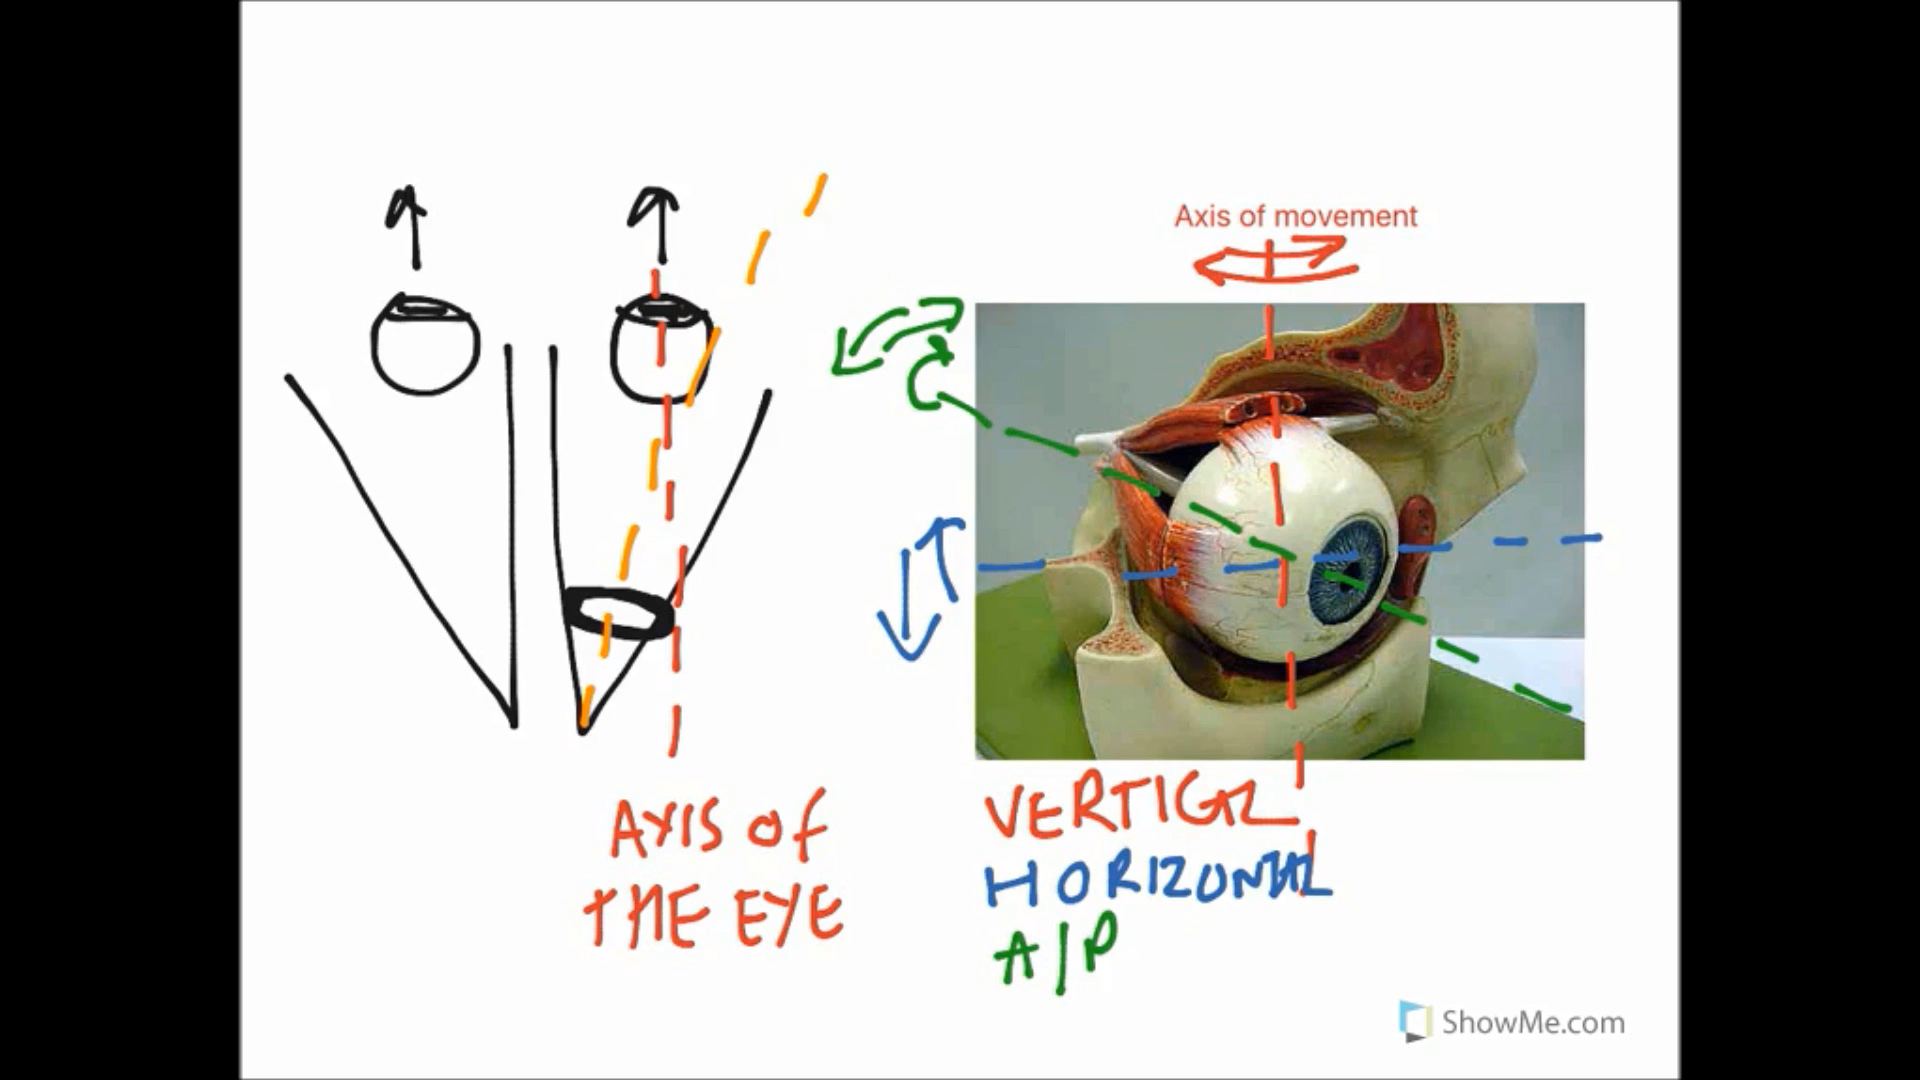 Axis of movement
AXIS of
THE EYE
VERTICAL
HORIZONTAL
A/P
ShowMe.com